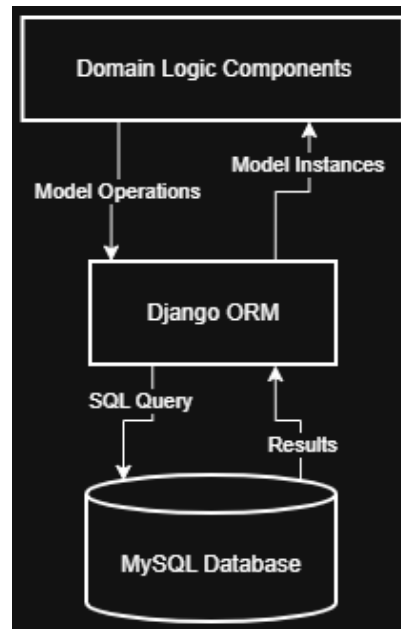 Domain Logic Components
Model Instances
Model Operations
Django ORM
SQL Query
Results
MySQL Database